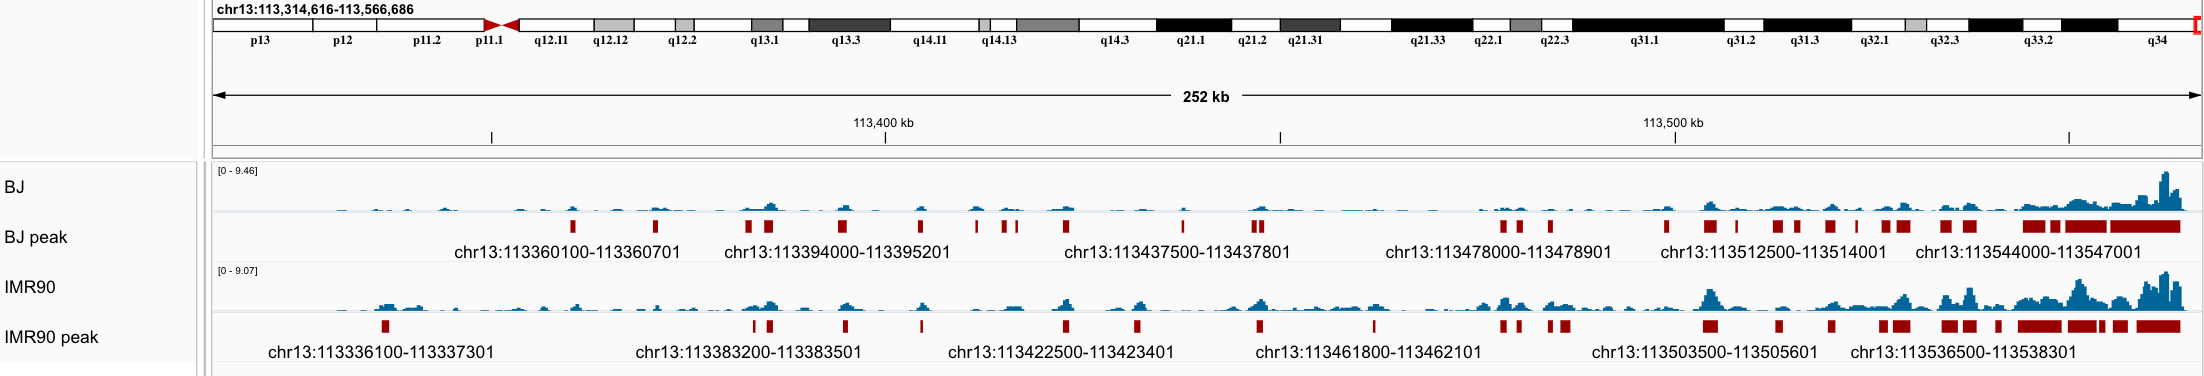 chr13:113,314,616-113,566,686
p13 p12 p11.2 p11.1 q12.11 q12.12 q12.2 q13.1 q13.3 q14.11 q14.13 q14.3 q21.1 q21.2 q21.31 q21.33 q22.1 q22.3 q31.1 q31.2 q31.3 q32.1 q32.3 q33.2 q34
252 kb
113,400 kb 113,500 kb
[0 - 9.46]
BJ
BJ peak
chr13:113360100-113360701 chr13:113394000-113395201 chr13:113437500-113437801 chr13:113478000-113478901 chr13:113512500-113514001 chr13:113544000-113547001
[0 - 9.07]
IMR90
IMR90 peak
chr13:113336100-113337301 chr13:113383200-113383501 chr13:113422500-113423401 chr13:113461800-113462101 chr13:113503500-113505601 chr13:113536500-113538301